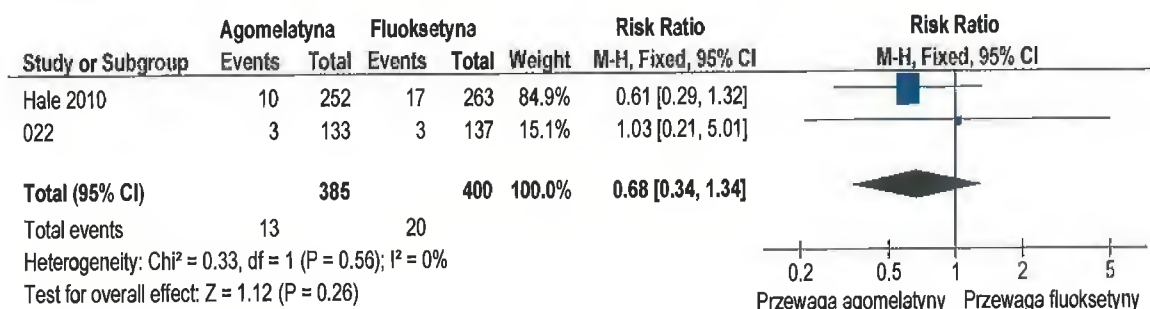 Agomelatyna Fluoksetyna Risk Ratio Risk Ratio
Study or Subgroup Events Total Events Total Weight M-H, Fixed, 95% CI M-H, Fixed, 95% CI
Hale 2010 10 252 17 263 84.9% 0.61 [0.29, 1.32]
022 3 133 3 137 15.1% 1.03 [0.21, 5.01]
Total (95% CI) 385 400 100.0% 0.68 [0.34, 1.34]
Total events 13 20
Heterogeneity: Chi² = 0.33, df = 1 (P = 0.56); I² = 0%
Test for overall effect: Z = 1.12 (P = 0.26)
0.2 0.5 1 2 5
Przewaga agomelatyny Przewaga fluoksetyny